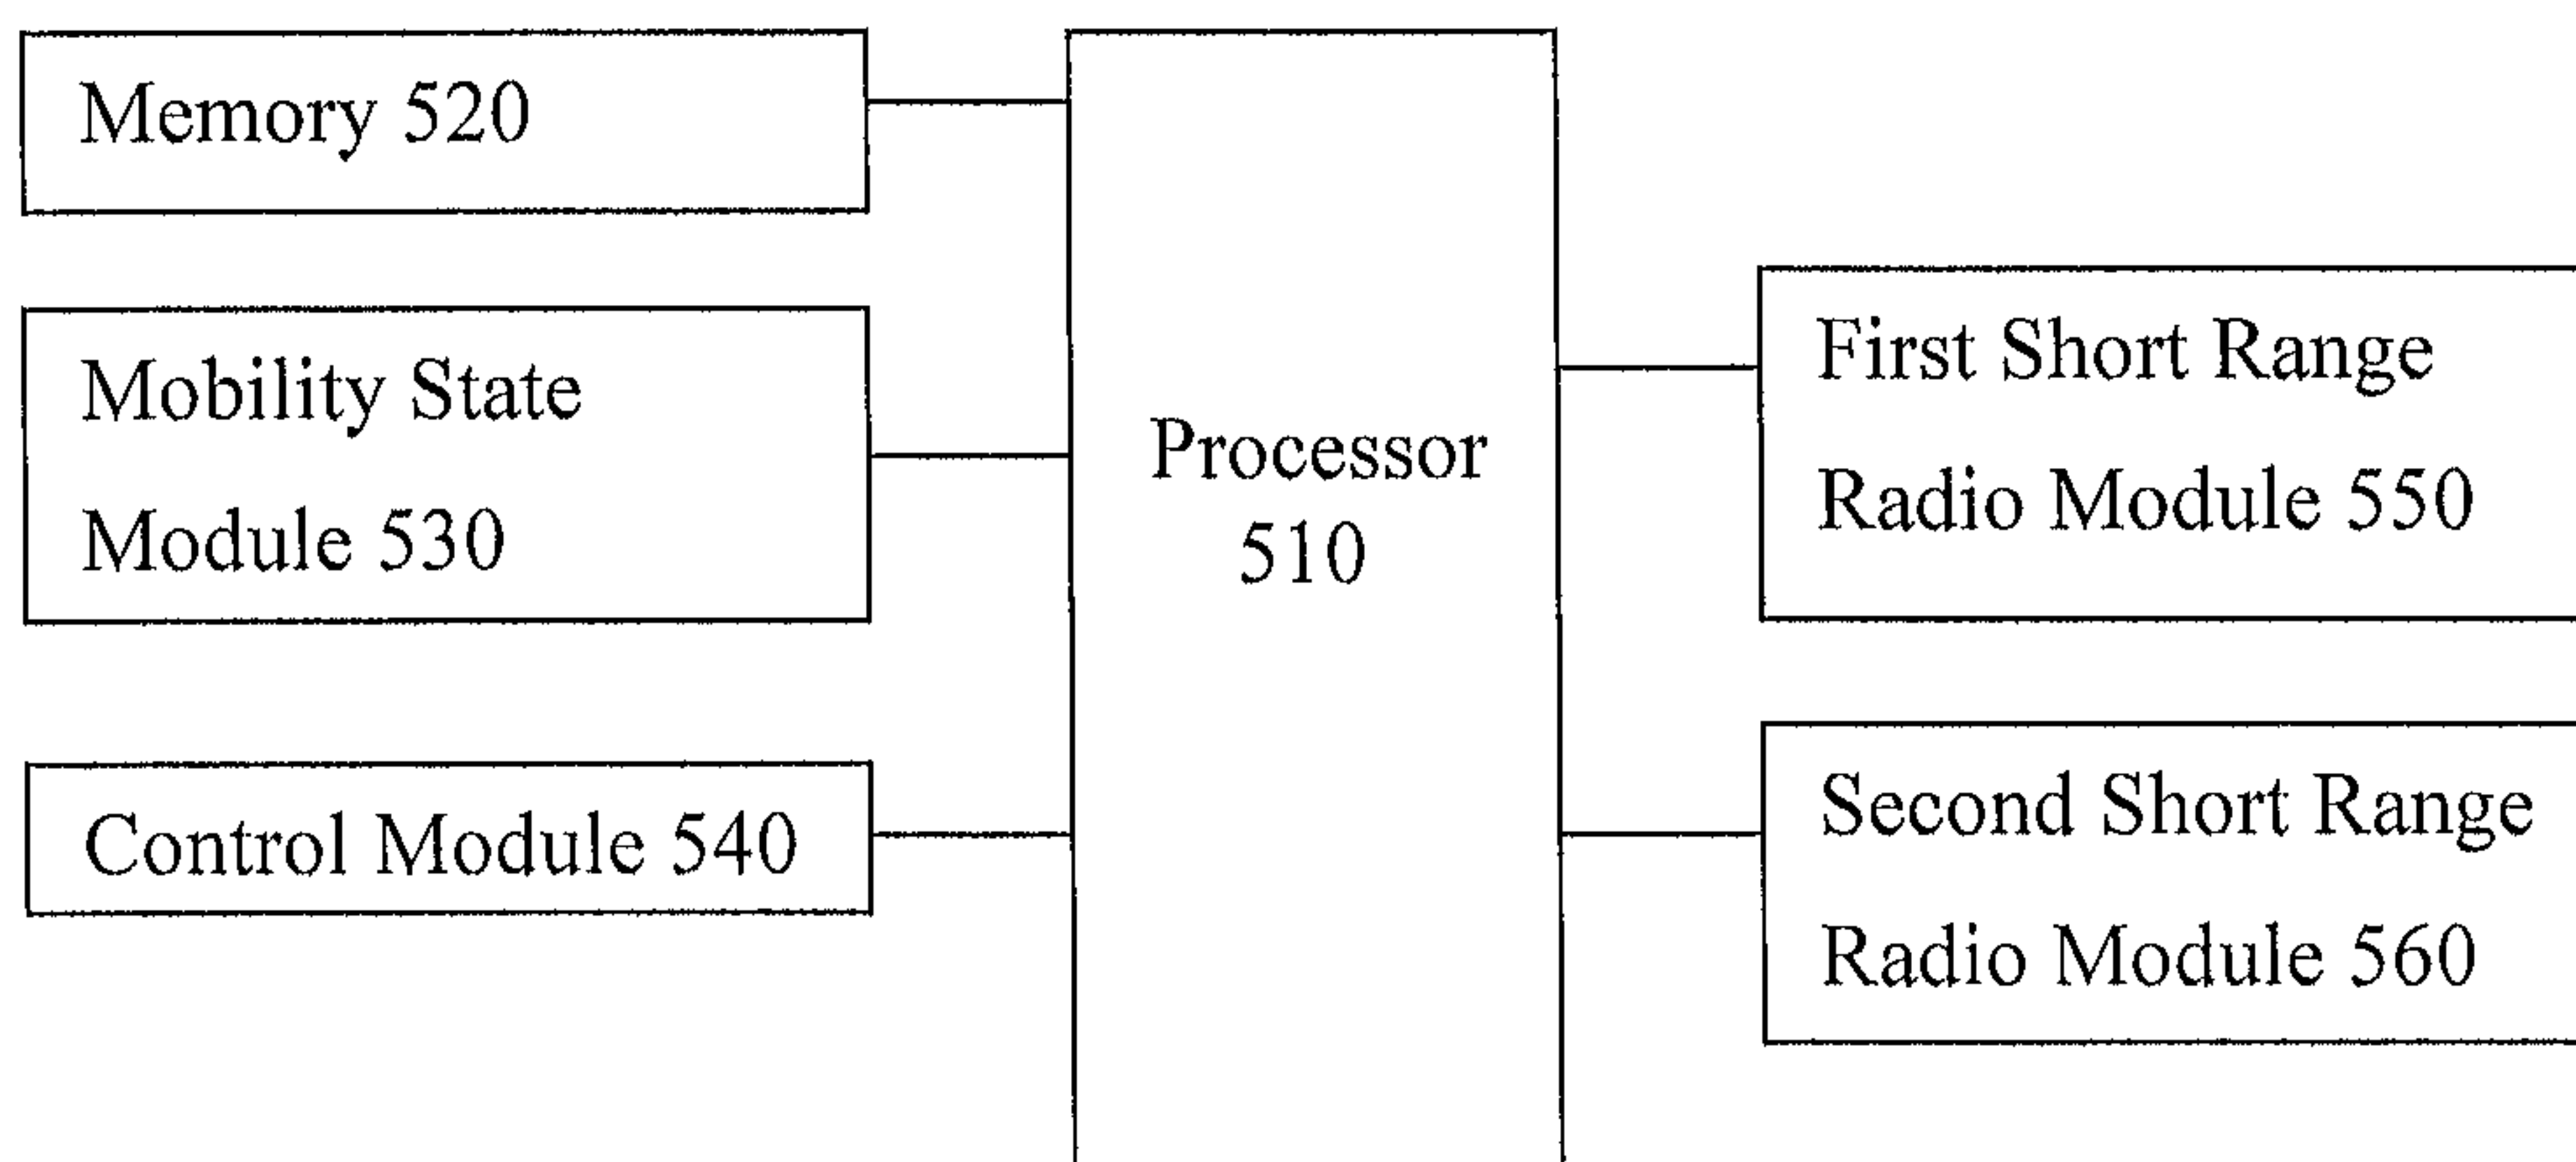 Memory 520
Mobility State
Module 530
Control Module 540
Processor
510
First Short Range
Radio Module 550
Second Short Range
Radio Module 560